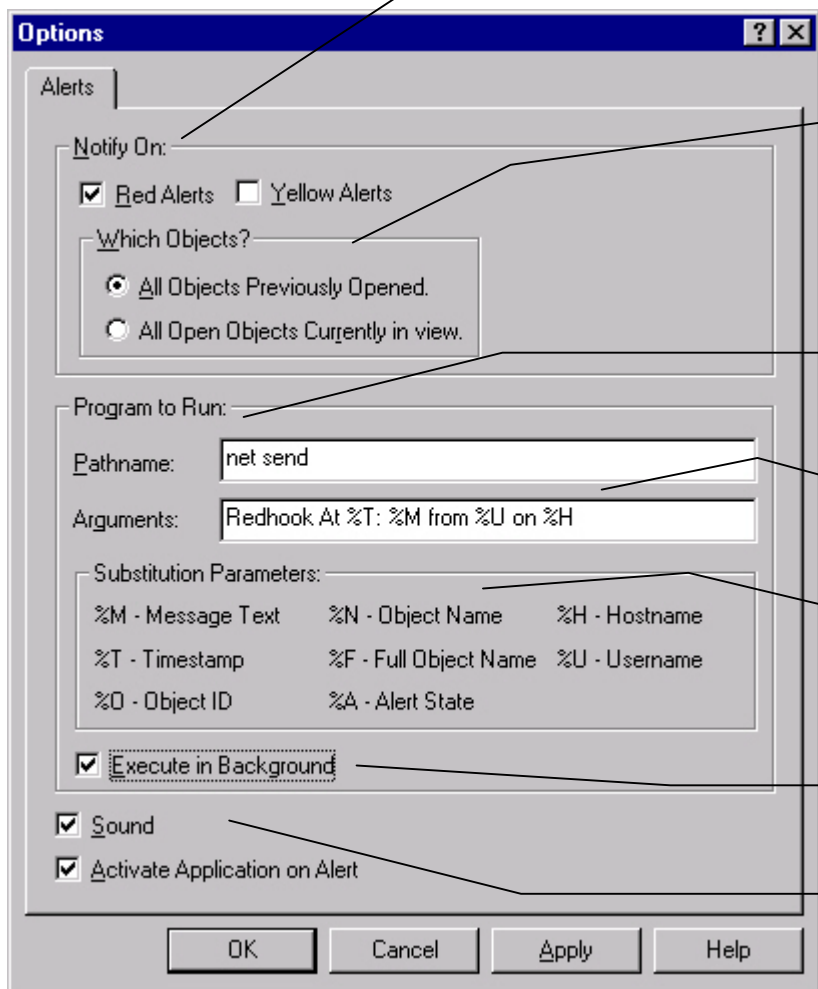 Options
Alerts
Notify On:
Red Alerts Yellow Alerts
Which Objects?
All Objects Previously Opened.
All Open Objects Currently in view.
Program to Run:
Pathname: net send
Arguments: Redhook At %T: %M from %U on %H
Substitution Parameters:
%M - Message Text %N - Object Name %H - Hostname
%T - Timestamp %F - Full Object Name %U - Username
%O - Object ID %A - Alert State
Execute in Background
Sound
Activate Application on Alert
OK Cancel Apply Help